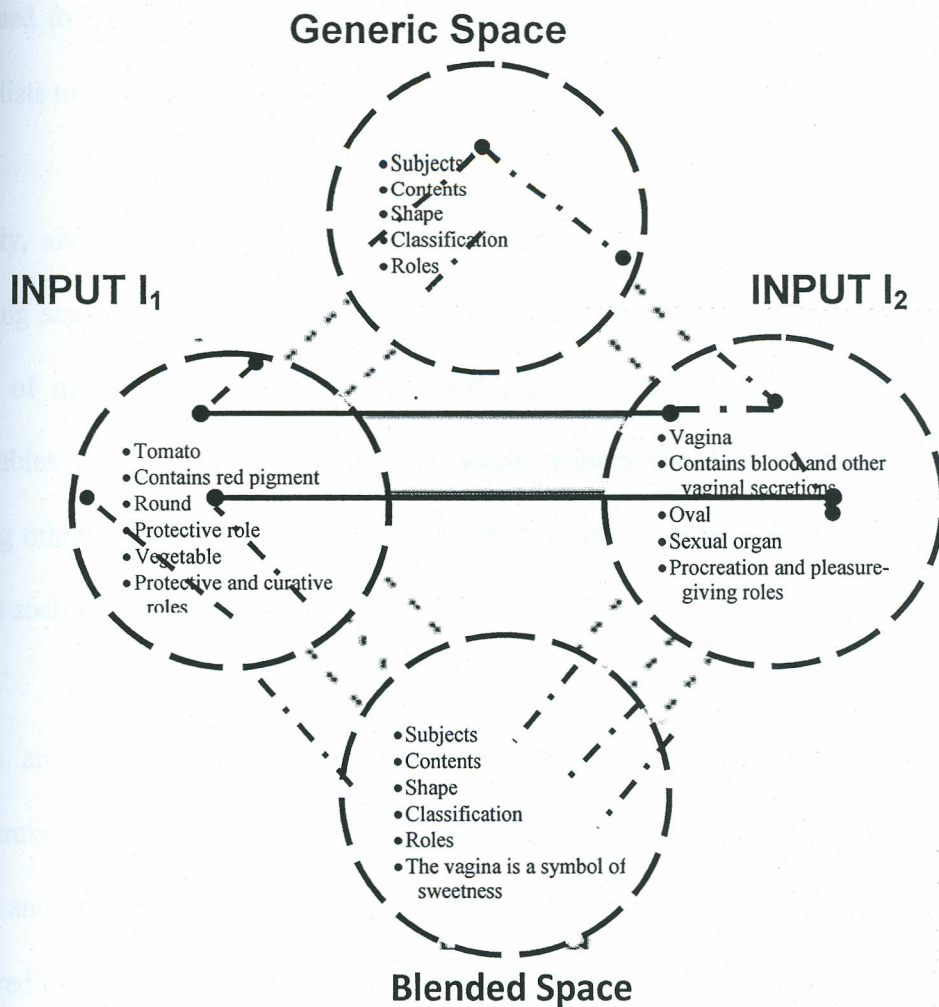 Generic Space
• Subjects
• Contents
• Shape
• Classification
• Roles
INPUT I₁
INPUT I₂
• Tomato
• Contains red pigment
• Round
• Protective role
• Vegetable
• Protective and curative
roles
• Vagina
• Contains blood and other
vaginal secretions
• Oval
• Sexual organ
• Procreation and pleasure-
giving roles
• Subjects
• Contents
• Shape
• Classification
• Roles
• The vagina is a symbol of
sweetness
Blended Space